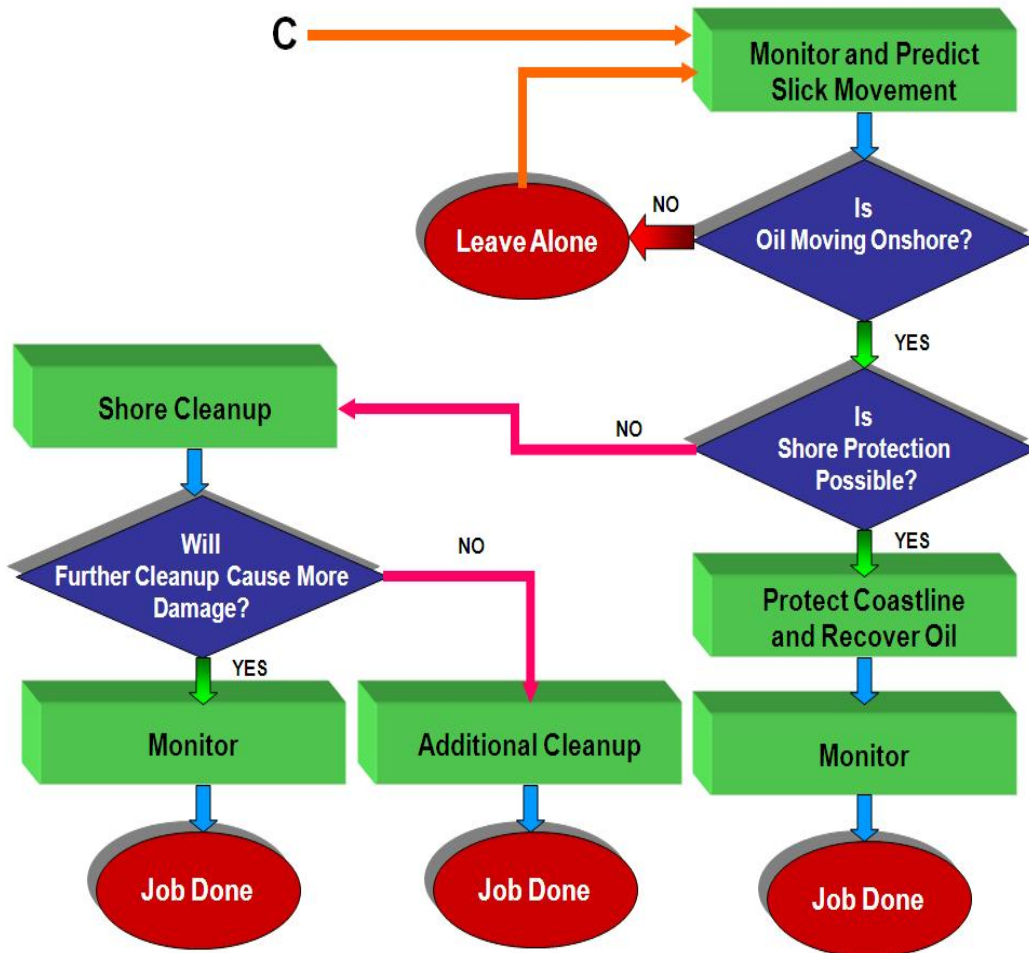 C
Monitor and Predict
Slick Movement
Is
Oil Moving Onshore?
NO
Leave Alone
YES
Is
Shore Protection
Possible?
NO
Shore Cleanup
Will
Further Cleanup Cause More
Damage?
NO
YES
YES
Protect Coastline
and Recover Oil
Monitor
Additional Cleanup
Monitor
Job Done
Job Done
Job Done